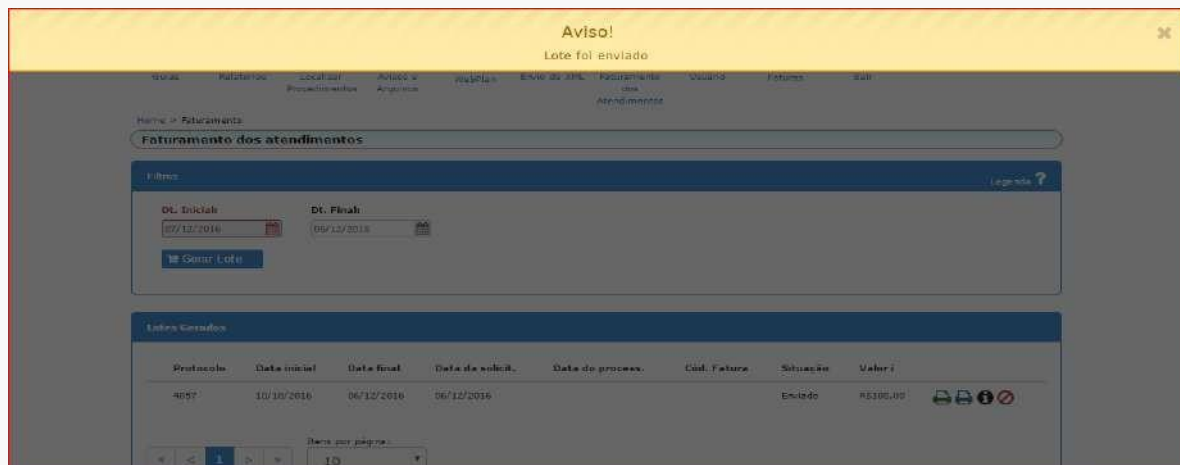 Aviso!
Lote foi enviado
Guias Relatórios Localizar Procedimentos Avisos e Arquivos WebPlan Envio de XML Faturamento dos Atendimentos Usuário Fatura Sair
Home > Faturamento
Faturamento dos atendimentos
Filtros Legenda ?
Dt. Inicial: Dt. Final:
07/12/2016 06/12/2016
Gerar Lote
Lotes Gerados
Protocolo Data inicial Data final Data da solicit. Data do process. Cód. Fatura Situação Valor
10/10/2016 06/12/2016 06/12/2016 Enviado
Itens por página:
« < 1 > » 10